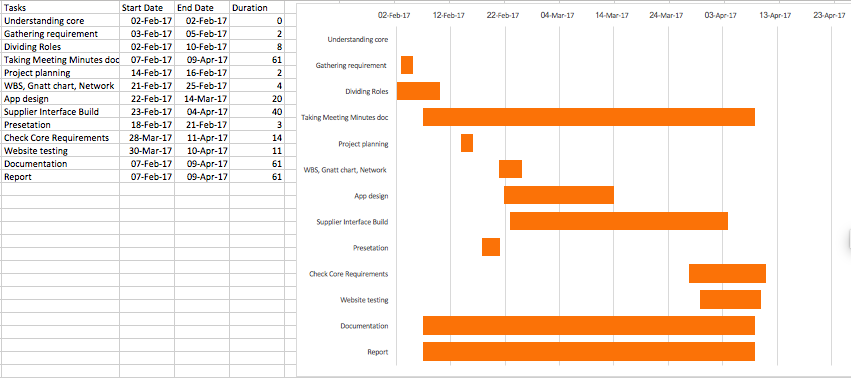 Tasks Start Date End Date Duration
Understanding core 02-Feb-17 02-Feb-17 0
Gathering requirement 03-Feb-17 05-Feb-17 2
Dividing Roles 02-Feb-17 10-Feb-17 8
Taking Meeting Minutes doc 07-Feb-17 09-Apr-17 61
Project planning 14-Feb-17 16-Feb-17 2
WBS, Gnatt chart, Network 21-Feb-17 25-Feb-17 4
App design 22-Feb-17 14-Mar-17 20
Supplier Interface Build 23-Feb-17 04-Apr-17 40
Presetation 18-Feb-17 21-Feb-17 3
Check Core Requirements 28-Mar-17 11-Apr-17 14
Website testing 30-Mar-17 10-Apr-17 11
Documentation 07-Feb-17 09-Apr-17 61
Report 07-Feb-17 09-Apr-17 61
02-Feb-17 12-Feb-17 22-Feb-17 04-Mar-17 14-Mar-17 24-Mar-17 03-Apr-17 13-Apr-17 23-Apr-17
Understanding core
Gathering requirement
Dividing Roles
Taking Meeting Minutes doc
Project planning
WBS, Gnatt chart, Network
App design
Supplier Interface Build
Presetation
Check Core Requirements
Website testing
Documentation
Report